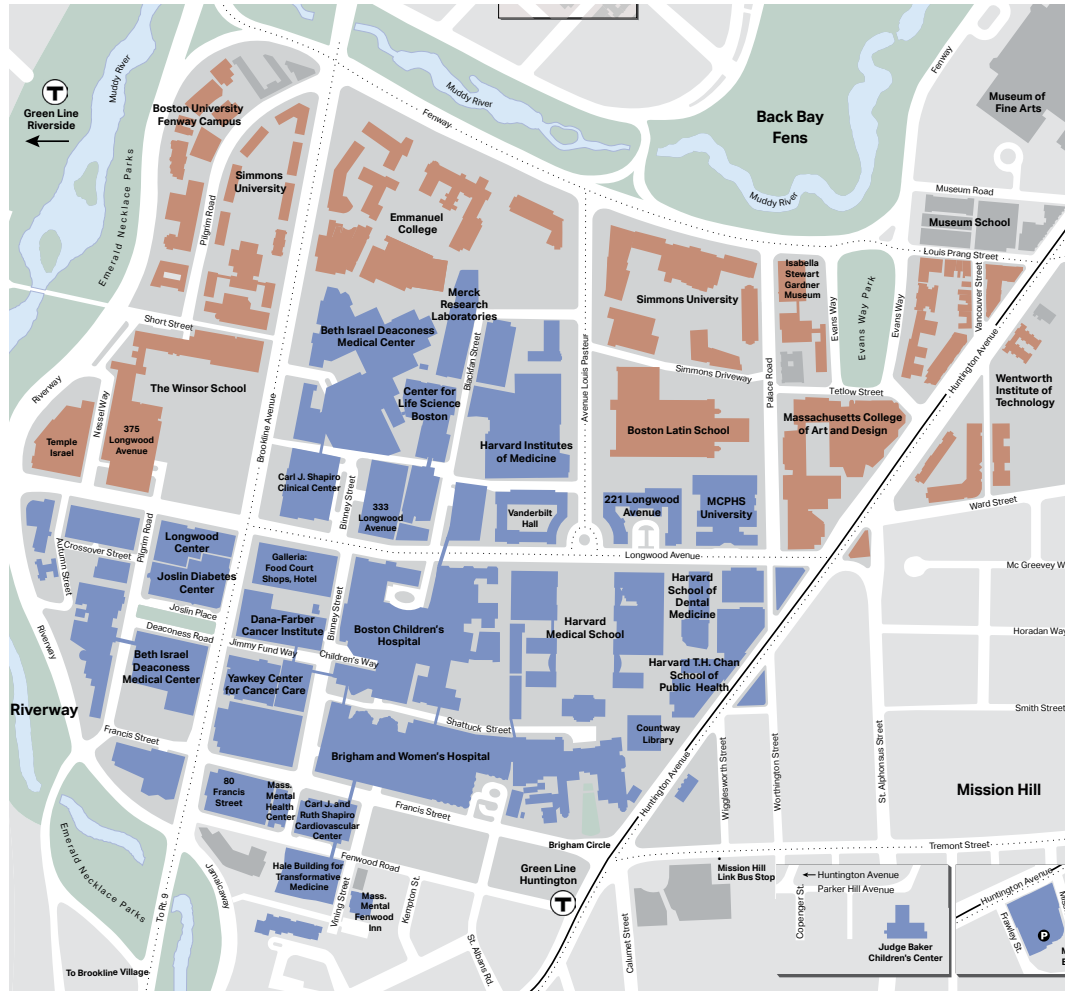 Muddy River
T
Green Line
Riverside
Boston University
Fenway Campus
Simmons
University
Pilgrim Road
Emerald Necklace Parks
Muddy River
Fenway
Back Bay
Fens
Muddy River
Fenway
Museum of
Fine Arts
Museum Road
Museum School
Louis Prang Street
Emmanuel
College
Merck
Research
Laboratories
Simmons University
Isabella
Stewart
Gardner
Museum
Evans Way
Evans Way Park
Evans Way
Vancouver Street
Huntington Avenue
Short Street
Riverway
The Winsor School
Nessel Way
Temple
Israel
375
Longwood
Avenue
Brookline Avenue
Beth Israel Deaconess
Medical Center
Blackfan Street
Center for
Life Science
Boston
Harvard Institutes
of Medicine
Avenue Louis Pasteur
Simmons Driveway
Palace Road
Tetlow Street
Boston Latin School
Massachusetts College
of Art and Design
Wentworth
Institute of
Technology
Ward Street
Carl J. Shapiro
Clinical Center
Binney Street
333
Longwood
Avenue
Vanderbilt
Hall
221 Longwood
Avenue
MCPHS
University
Longwood Avenue
Crossover Street
Autumn Street
Pilgrim Road
Longwood
Center
Joslin Diabetes
Center
Joslin Place
Deaconess Road
Galleria:
Food Court
Shops, Hotel
Dana-Farber
Cancer Institute
Binney Street
Jimmy Fund Way
Children's Way
Boston Children's
Hospital
Harvard
Medical School
Harvard
School of
Dental
Medicine
Harvard T.H. Chan
School of
Public Health
Mc Greevey W
Horadan Way
Smith Street
Riverway
Beth Israel
Deaconess
Medical Center
Yawkey Center
for Cancer Care
Riverway
Francis Street
Shattuck Street
Brigham and Women's Hospital
Countway
Library
Huntington Avenue
Wigglesworth Street
Worthington Street
St. Alphonsus Street
Mission Hill
80
Francis
Street
Mass.
Mental
Health
Center
Carl J. and
Ruth Shapiro
Cardiovascular
Center
Francis Street
Brigham Circle
Tremont Street
Emerald Necklace Parks
Jamaicaway
Hale Building for
Transformative
Medicine
Fenwood Road
Vining Street
Mass.
Mental
Fenwood
Inn
Kempton St.
Green Line
Huntington
T
Mission Hill
Link Bus Stop
St. Albans Rd.
Calumet Street
To Rt. 9
To Brookline Village
Huntington Avenue
Parker Hill Avenue
Copenger St.
Judge Baker
Children's Center
Huntington Avenue
Frawley St.
P